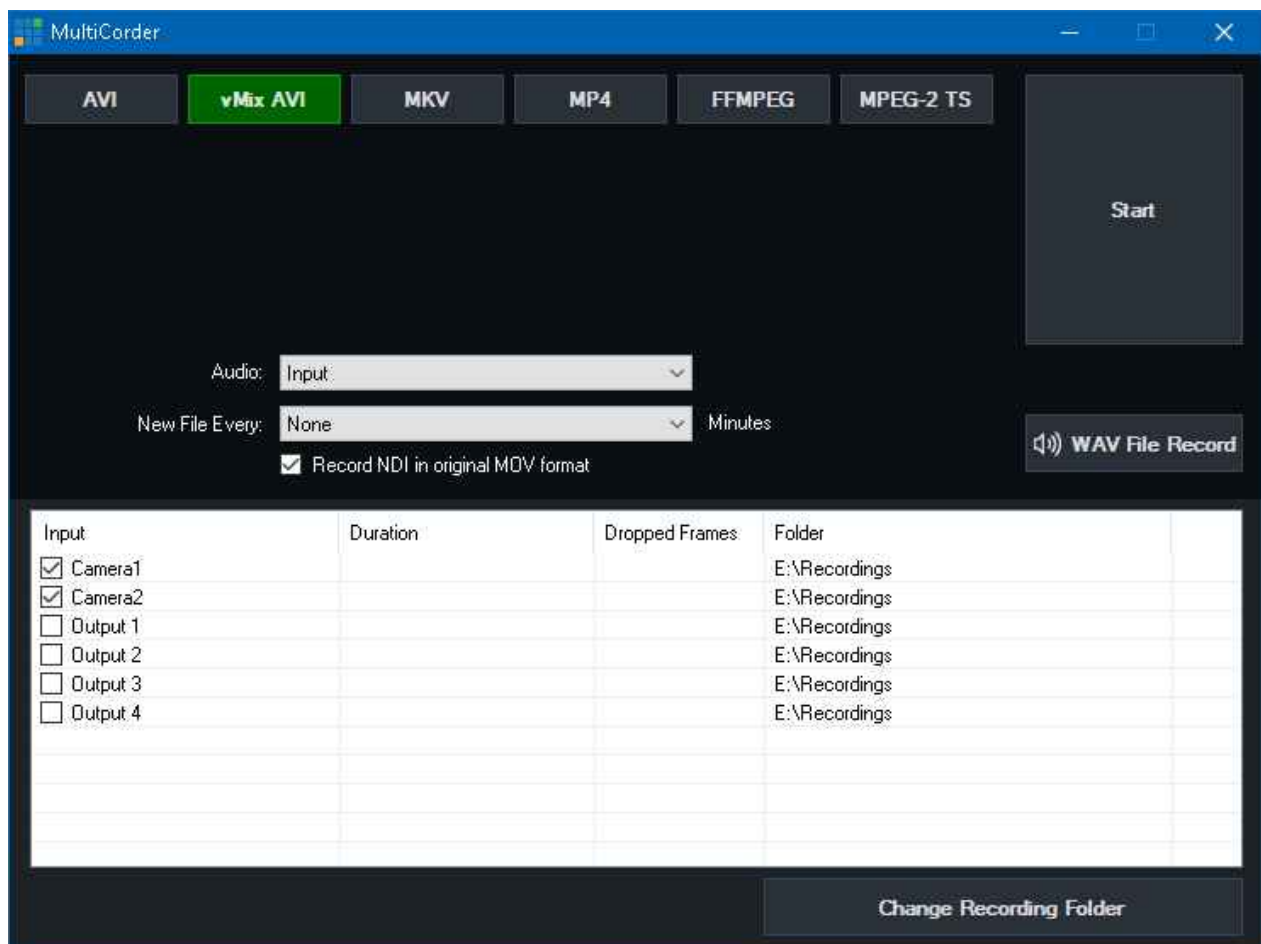 MultiCorder
AVI vMix AVI MKV MP4 FFMPEG MPEG-2 TS
Start
Audio: Input
New File Every: None Minutes
Record NDI in original MOV format
WAV File Record
Input Duration Dropped Frames Folder
Camera1 E:\Recordings
Camera2 E:\Recordings
Output 1 E:\Recordings
Output 2 E:\Recordings
Output 3 E:\Recordings
Output 4 E:\Recordings
Change Recording Folder